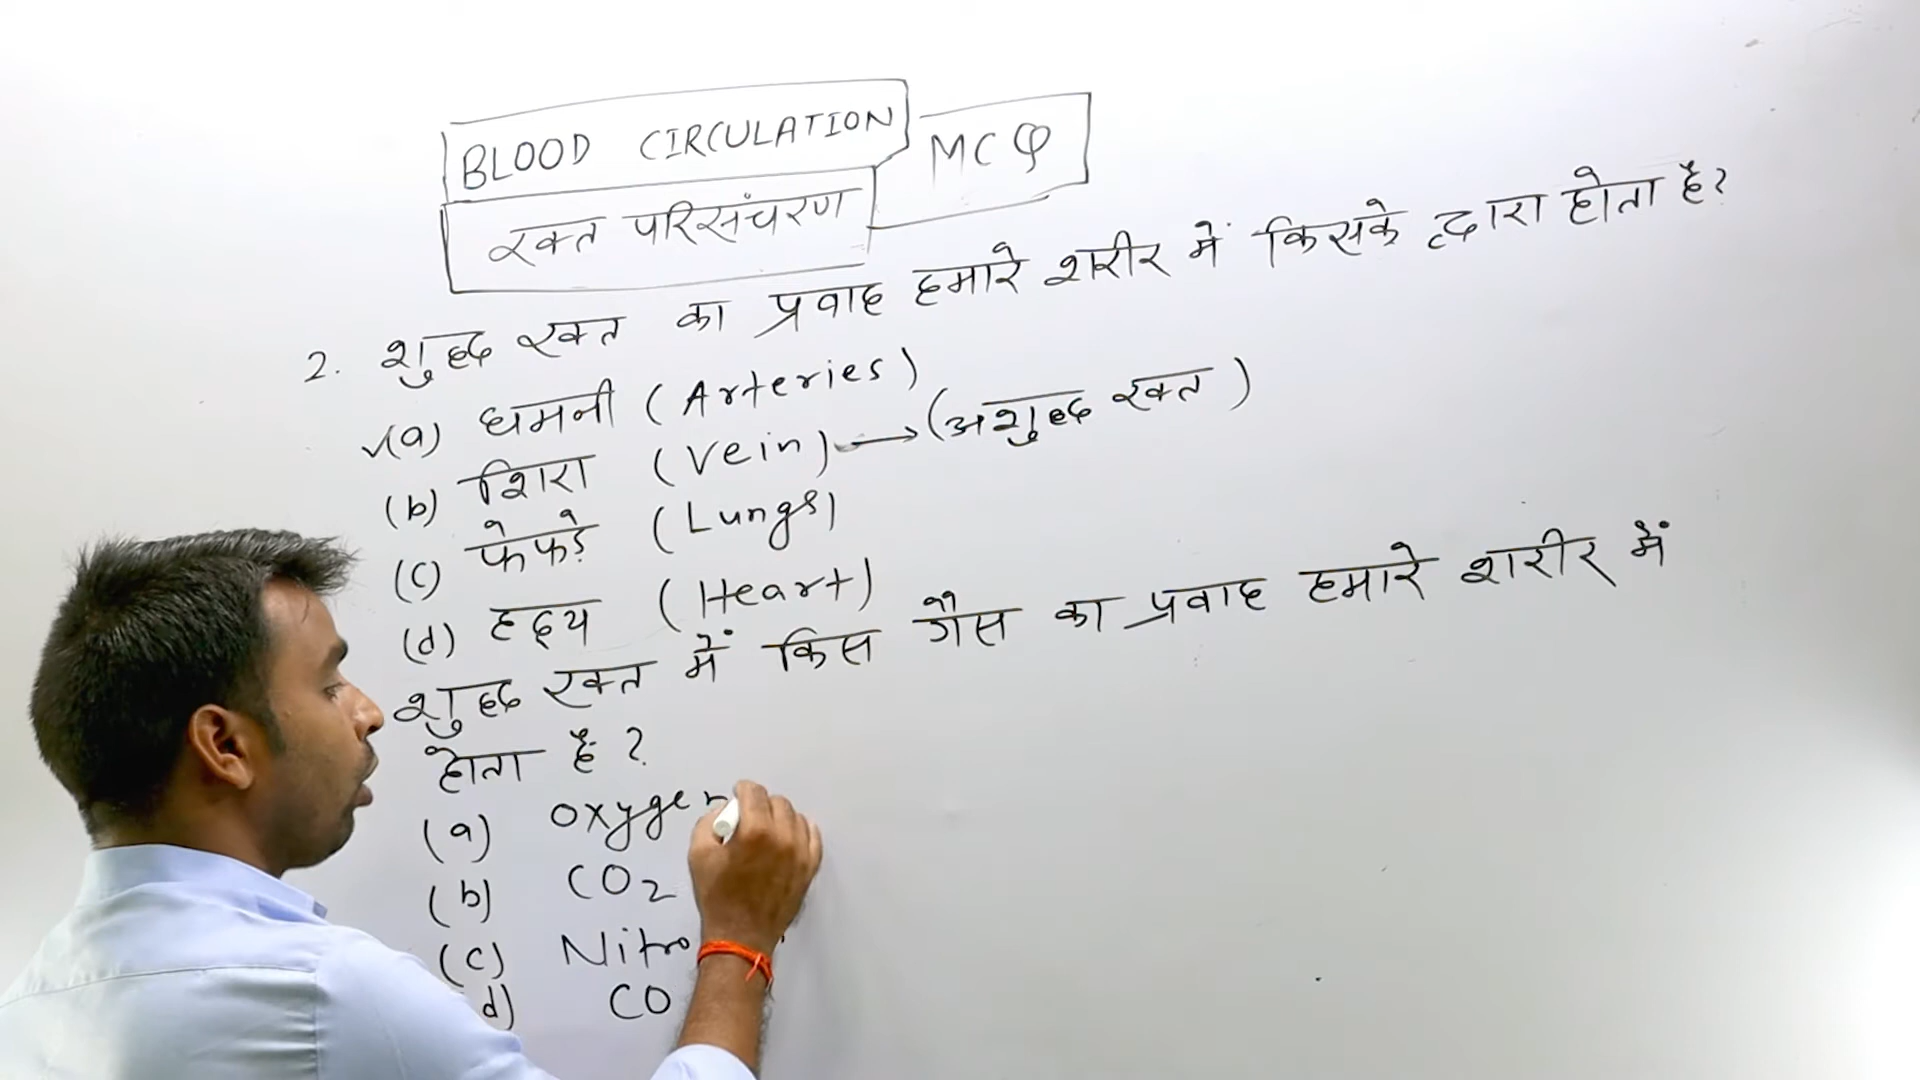 BLOOD CIRCULATION
MCQ
रक्त परिसंचरण
2. शुद्ध रक्त का प्रवाह हमारे शरीर में किसके द्वारा होता है?
✓(a) धमनी (Arteries)
(b) शिरा (Vein) → (अशुद्ध रक्त)
(c) फेफड़े (Lungs)
(d) हृदय (Heart)
शुद्ध रक्त में किस गैस का प्रवाह हमारे शरीर में
होता है?
(a) Oxygen
(b) CO2
(c) Nitro
d) CO